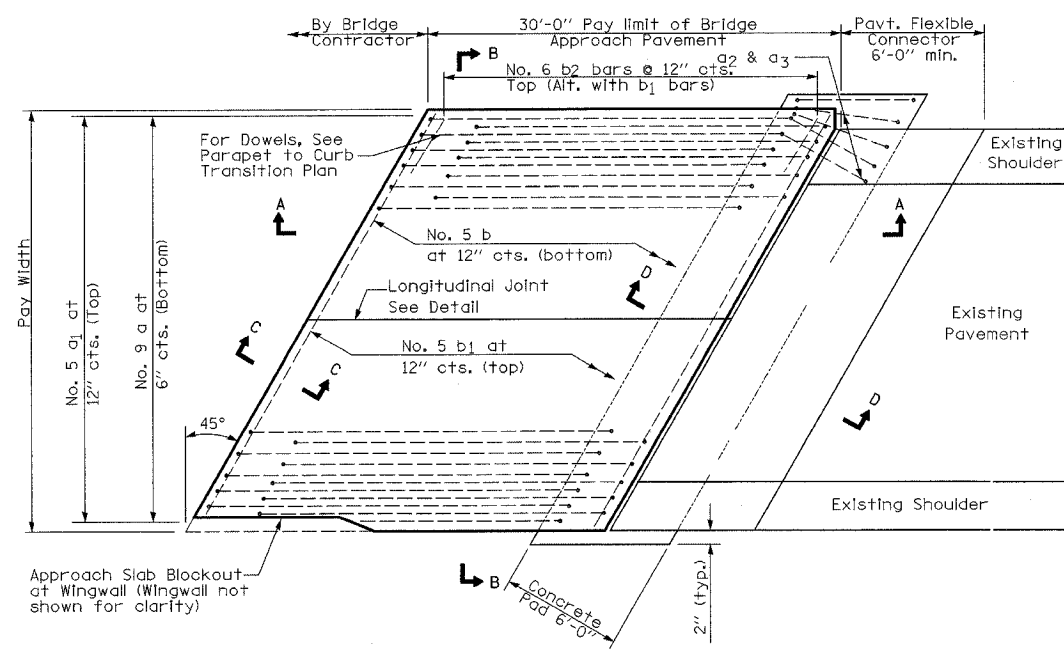 By Bridge
Contractor
30'-0" Pay limit of Bridge
Approach Pavement
Pavt. Flexible
Connector
6'-0" min.
B
a2 & a3
No. 6 b2 bars @ 12" cts.
Top (Alt. with b1 bars)
For Dowels, See
Parapet to Curb
Transition Plan
Existing
Shoulder
A
A
No. 5 b
at 12" cts. (bottom)
D
Longitudinal Joint
See Detail
Pay Width
No. 5 a1 at
12" cts. (Top)
No. 9 a at
6" cts. (Bottom)
C
No. 5 b1 at
12" cts. (top)
C
Existing
Pavement
D
45°
Existing Shoulder
Approach Slab Blockout
at Wingwall (Wingwall not
shown for clarity)
B
Concrete
Pad 6'-0"
2" (typ.)